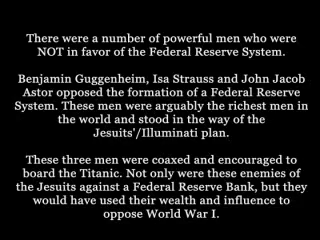 There were a number of powerful men who were
NOT in favor of the Federal Reserve System.
Benjamin Guggenheim, Isa Strauss and John Jacob
Astor opposed the formation of a Federal Reserve
System. These men were arguably the richest men in
the world and stood in the way of the
Jesuits'/Illuminati plan.
These three men were coaxed and encouraged to
board the Titanic. Not only were these enemies of
the Jesuits against a Federal Reserve Bank, but they
would have used their wealth and influence to
oppose World War I.